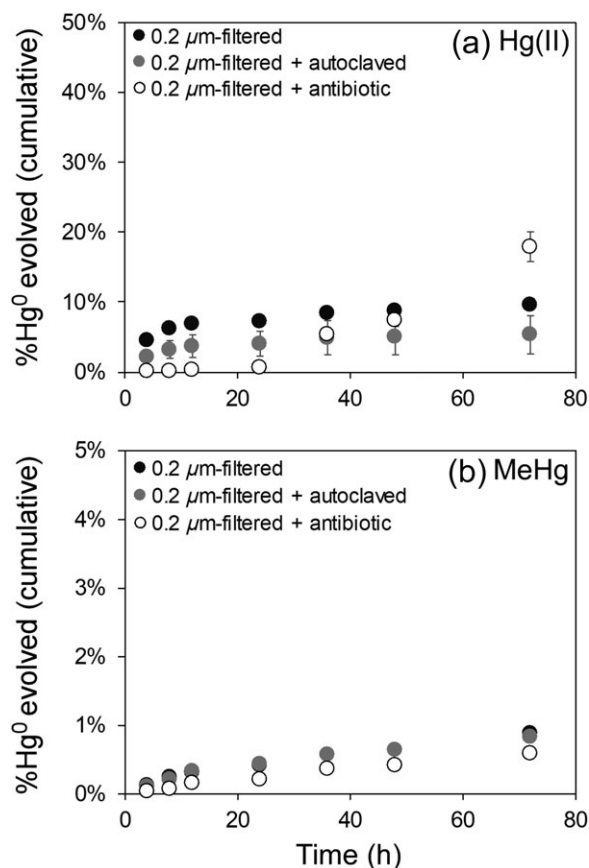 50%
40%
30%
20%
10%
0%
%Hg⁰ evolved (cumulative)
0.2 µm-filtered
0.2 µm-filtered + autoclaved
0.2 µm-filtered + antibiotic
(a) Hg(II)
0 20 40 60 80
5%
4%
3%
2%
1%
0%
%Hg⁰ evolved (cumulative)
0.2 µm-filtered
0.2 µm-filtered + autoclaved
0.2 µm-filtered + antibiotic
(b) MeHg
0 20 40 60 80
Time (h)